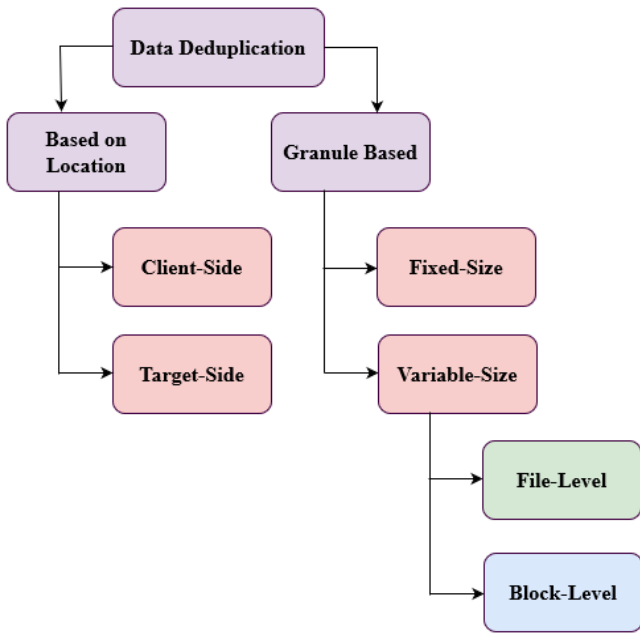 Data Deduplication
Based on
Location
Granule Based
Client-Side
Fixed-Size
Target-Side
Variable-Size
File-Level
Block-Level